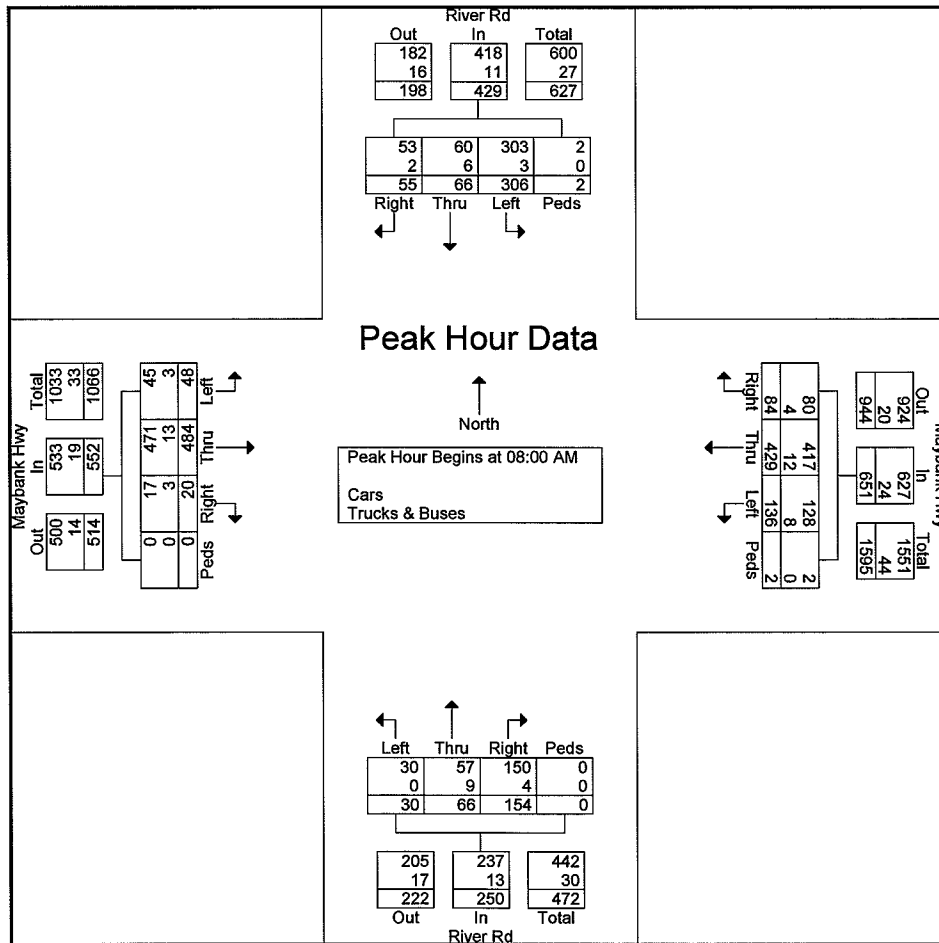 River Rd
Out In Total
182 418 600
16 11 27
198 429 627
53 60 303 2
2 6 3 0
55 66 306 2
Right Thru Left Peds
Peak Hour Data
North
Peak Hour Begins at 08:00 AM
Cars
Trucks & Buses
Maybank Hwy
Out In Total
500 533 1033
14 19 33
514 552 1066
Left Thru Right Peds
48 484 20 0
3 13 3 0
45 471 17 0
Maybank Hwy
Out In Total
924 627 1551
20 24 44
944 651 1595
Right Thru Left Peds
80 417 128 2
4 12 8 0
84 429 136 2
Left Thru Right Peds
30 57 150 0
0 9 4 0
30 66 154 0
205 237 442
17 13 30
222 250 472
Out In Total
River Rd